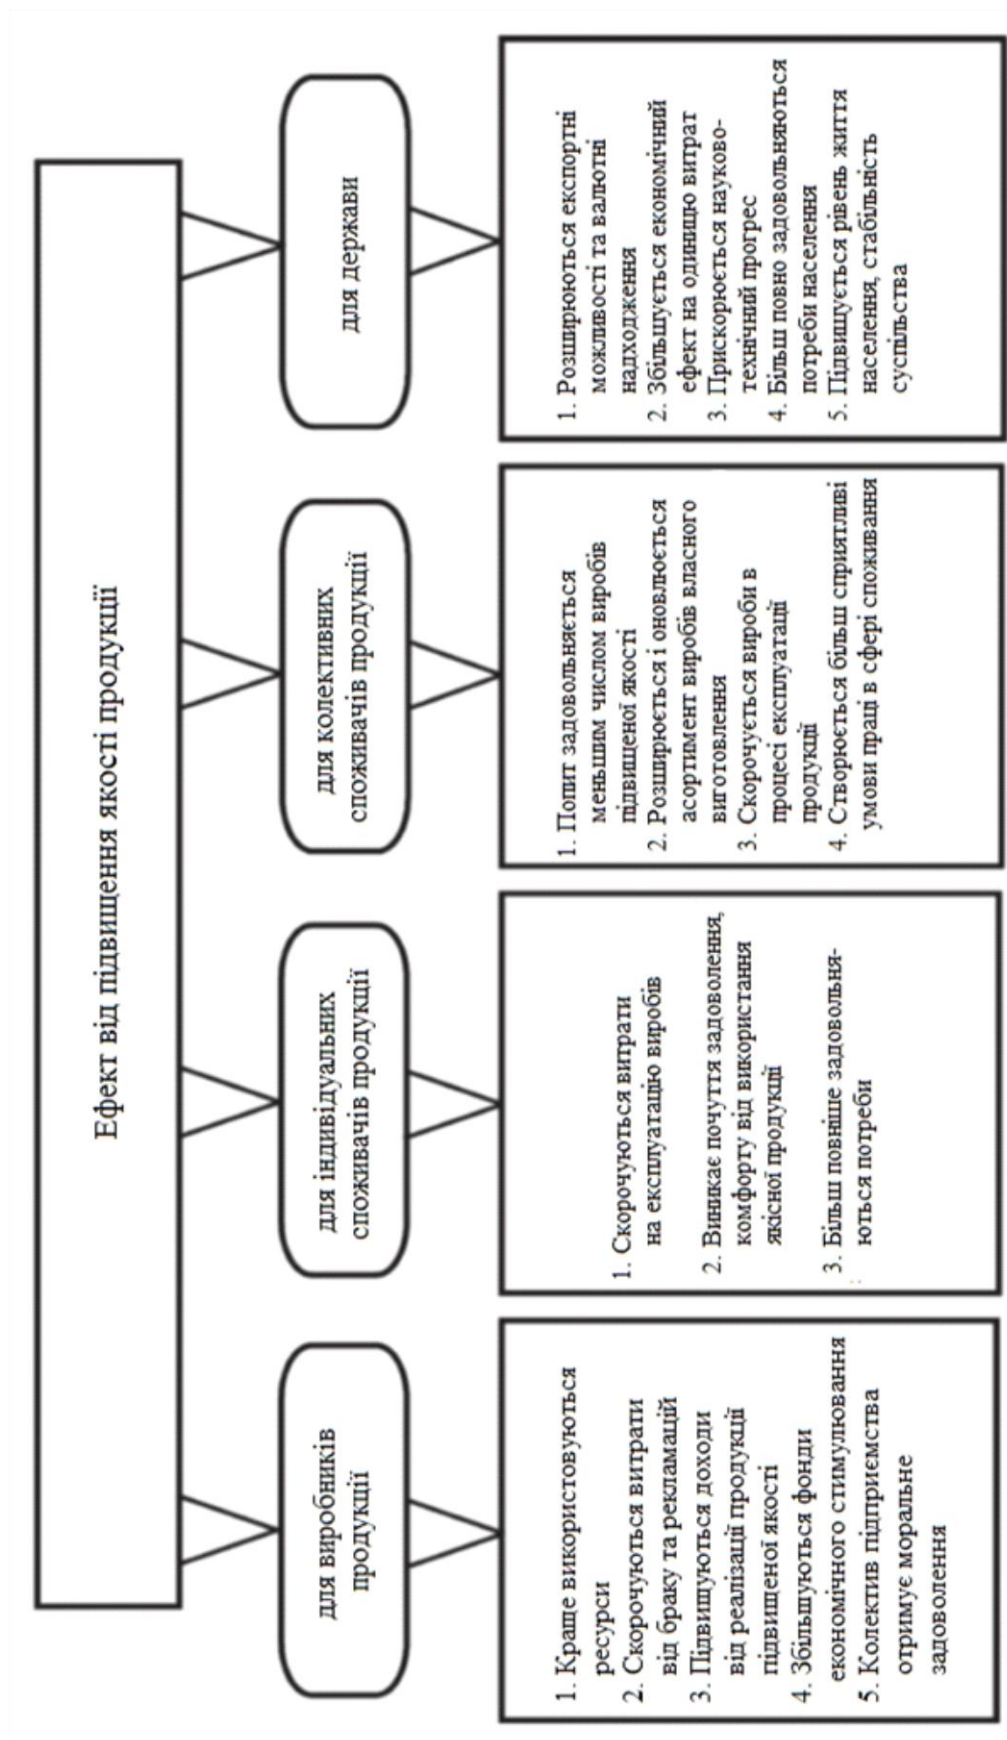 Ефект від підвищення якості продукції
для виробників
продукції
для індивідуальних
споживачів продукції
для колективних
споживачів продукції
для держави
1. Краще використовуються
ресурси
2. Скорочуються витрати
від браку та рекламацій
3. Підвищуються доходи
від реалізації продукції
підвищеної якості
4. Збільшуються фонди
економічного стимулювання
5. Колектив підприємства
отримує моральне
задоволення
1. Скорочуються витрати
на експлуатацію виробів
2. Виникає почуття задоволення,
комфорту від використання
якісної продукції
3. Більш повніше задовольня-
ються потреби
1. Попит задовольняється
меньшим числом виробів
підвищеної якості
2. Розширюється і оновлюється
асортимент виробів власного
виготовлення
3. Скорочується вироби в
процесі експлуатації
продукції
4. Створюється більш сприятливі
умови праці в сфері споживання
1. Розширюються експортні
можливості та валютні
надходження
2. Збільшується економічний
ефект на одиницю витрат
3. Прискорюється науково-
технічний прогрес
4. Більш повно задовольняються
потреби населення
5. Підвищується рівень життя
населення, стабільність
суспільства